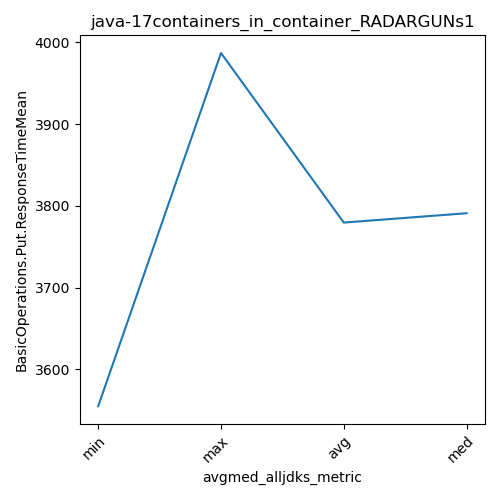 java-17containers_in_container_RADARGUNs1
BasicOperations.Put.ResponseTimeMean
4000
3900
3800
3700
3600
min
max
avg
med
avgmed_alljdks_metric